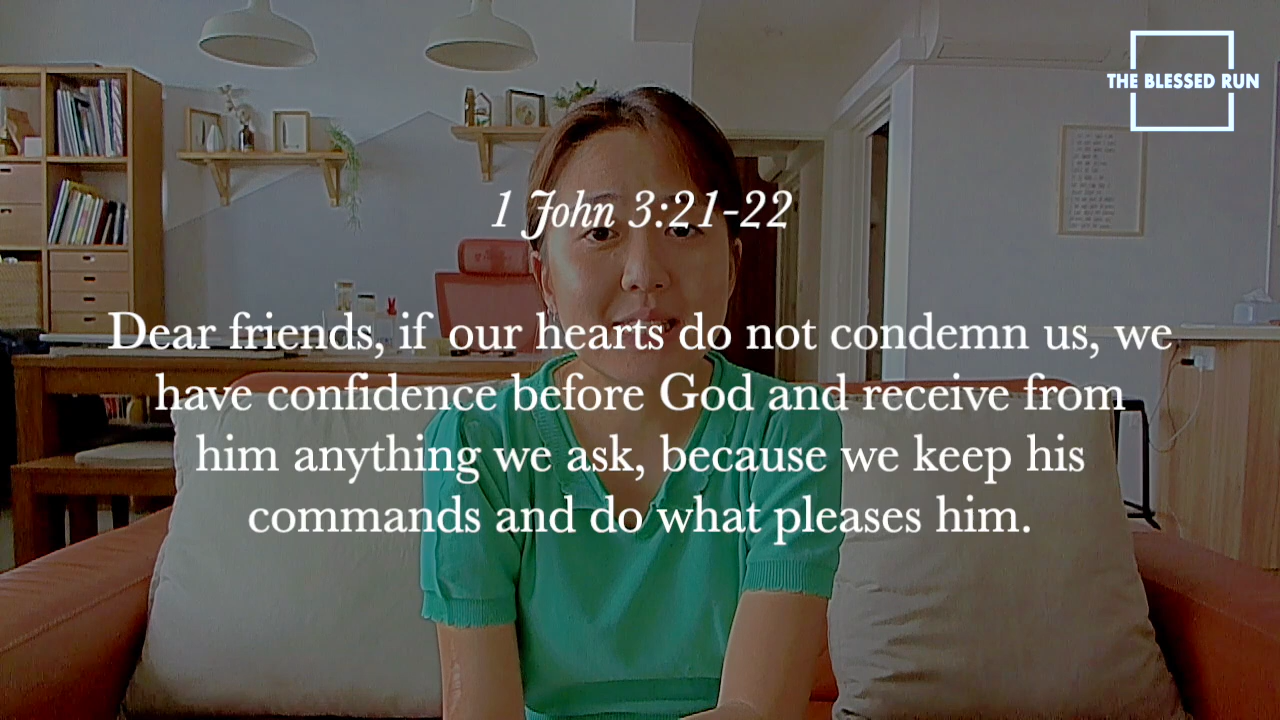 THE BLESSED RUN
1 John 3:21-22
Dear friends, if our hearts do not condemn us, we
have confidence before God and receive from
him anything we ask, because we keep his
commands and do what pleases him.